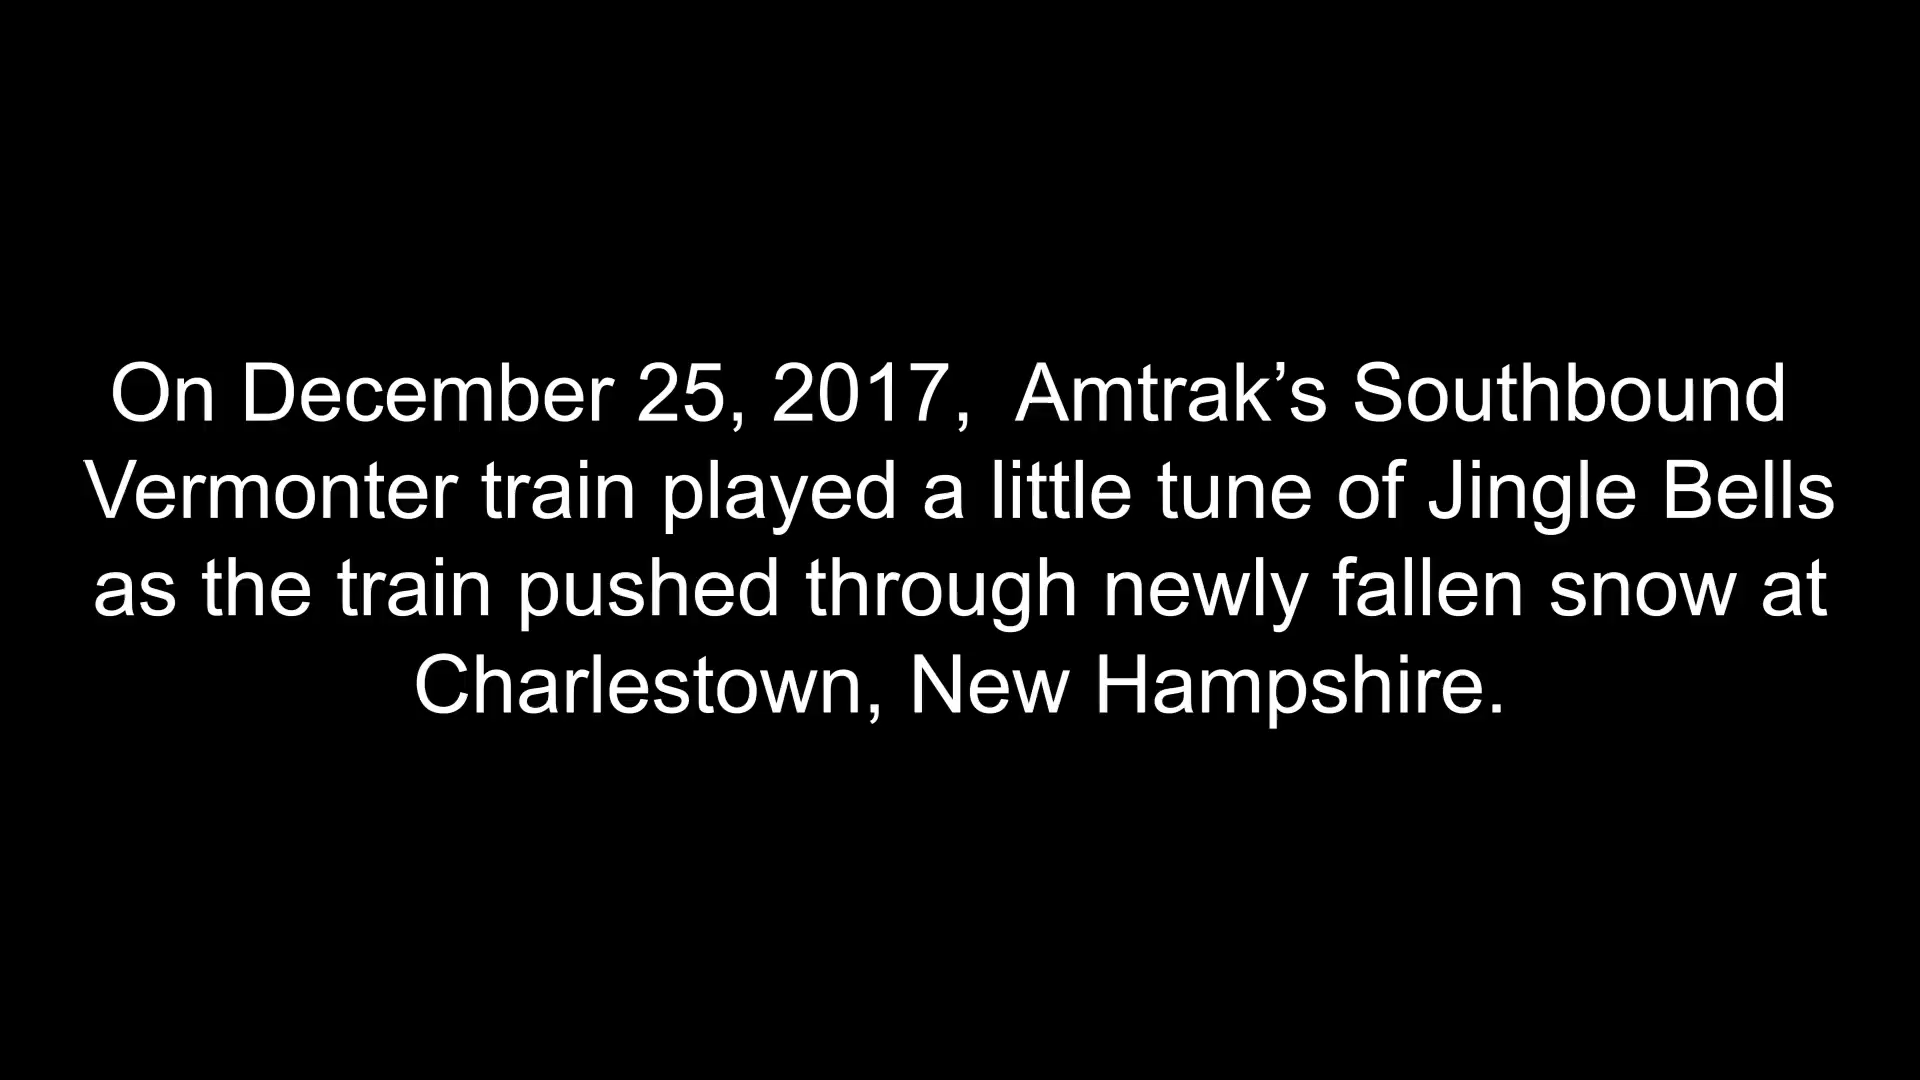 On December 25, 2017,  Amtrak’s Southbound
Vermonter train played a little tune of Jingle Bells
as the train pushed through newly fallen snow at
Charlestown, New Hampshire.